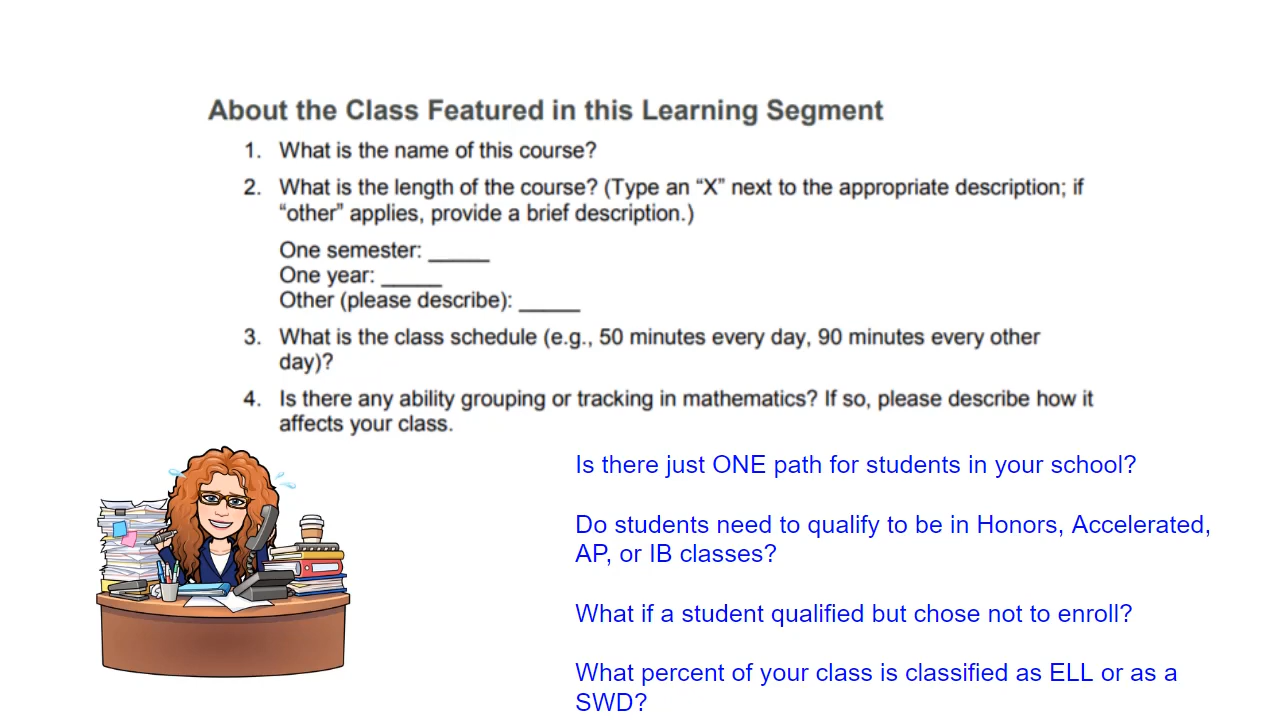 About the Class Featured in this Learning Segment
1. What is the name of this course?
2. What is the length of the course? (Type an “X” next to the appropriate description; if
“other” applies, provide a brief description.)
One semester: _____
One year: _____
Other (please describe): _____
3. What is the class schedule (e.g., 50 minutes every day, 90 minutes every other
day)?
4. Is there any ability grouping or tracking in mathematics? If so, please describe how it
affects your class.
Is there just ONE path for students in your school?
Do students need to qualify to be in Honors, Accelerated,
AP, or IB classes?
What if a student qualified but chose not to enroll?
What percent of your class is classified as ELL or as a
SWD?